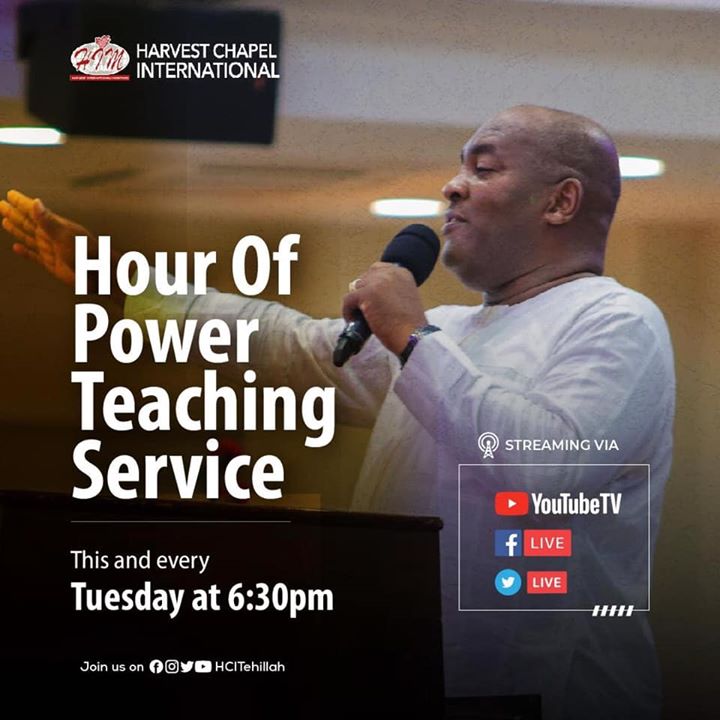 HIM
HARVEST CHAPEL
INTERNATIONAL
Hour Of
Power
Teaching
Service
This and every
Tuesday at 6:30pm
STREAMING VIA
YouTubeTV
LIVE
LIVE
Join us on HCITehillah